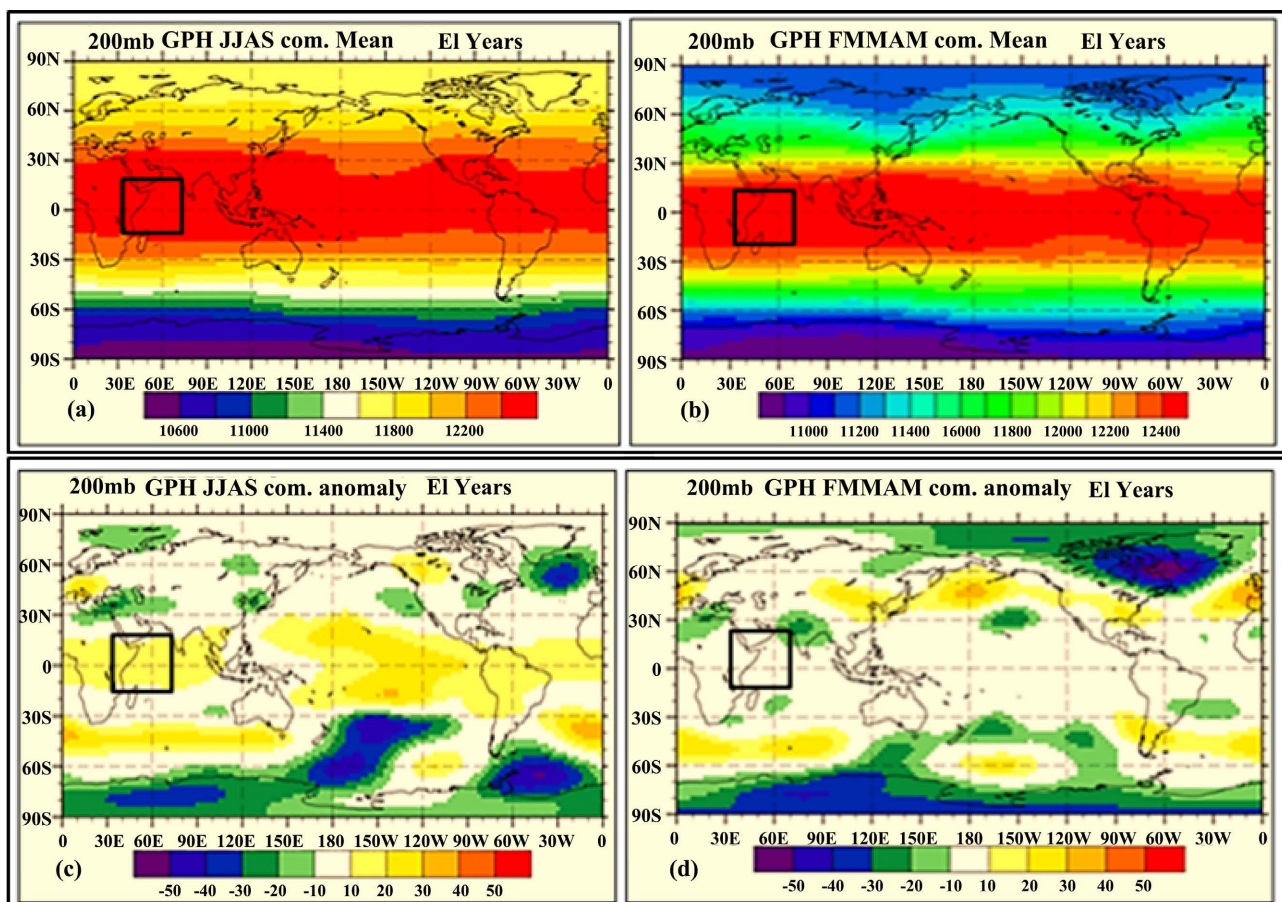 200mb GPH JJAS com. Mean El Years
90N
60N
30N
0
30S
60S
90S
0 30E 60E 90E 120E 150E 180 150W 120W 90W 60W 30W 0
(a)
10600 11000 11400 11800 12200
200mb GPH FMMAM com. Mean El Years
90N
60N
30N
0
30S
60S
90S
0 30E 60E 90E 120E 150E 180 150W 120W 90W 60W 30W 0
(b)
11000 11200 11400 16000 11800 12000 12200 12400
200mb GPH JJAS com. anomaly El Years
90N
60N
30N
0
30S
60S
90S
0 30E 60E 90E 120E 150E 180 150W 120W 90W 60W 30W 0
(c)
-50 -40 -30 -20 -10 10 20 30 40 50
200mb GPH FMMAM com. anomaly El Years
90N
60N
30N
0
30S
60S
90S
0 30E 60E 90E 120E 150E 180 150W 120W 90W 60W 30W 0
(d)
-50 -40 -30 -20 -10 10 20 30 40 50